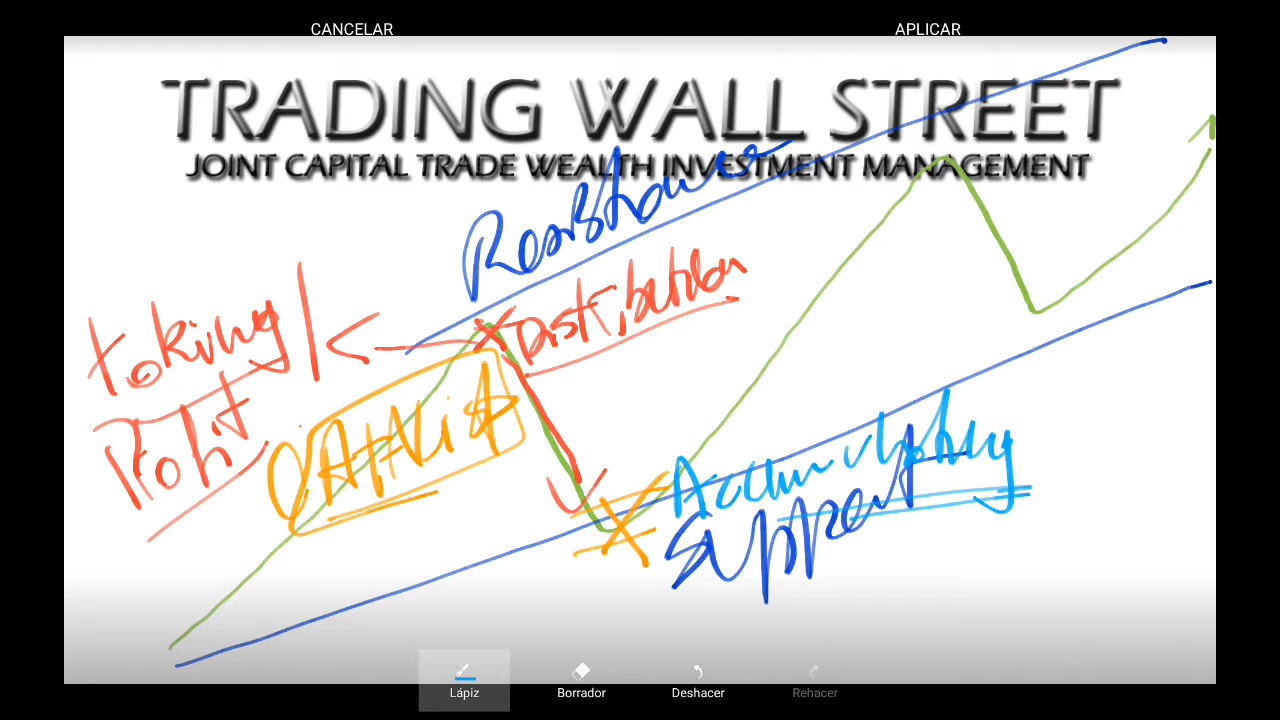 CANCELAR
APLICAR
TRADING WALL STREET
JOINT CAPITAL TRADE WEALTH INVESTMENT MANAGEMENT
Resistance
Distribution
taking
Profit
Support
Lápiz
Borrador
Deshacer
Rehacer